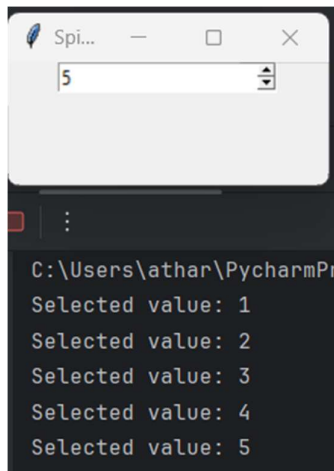 Spi...
5
C:\Users\athar\PycharmPr
Selected value: 1
Selected value: 2
Selected value: 3
Selected value: 4
Selected value: 5